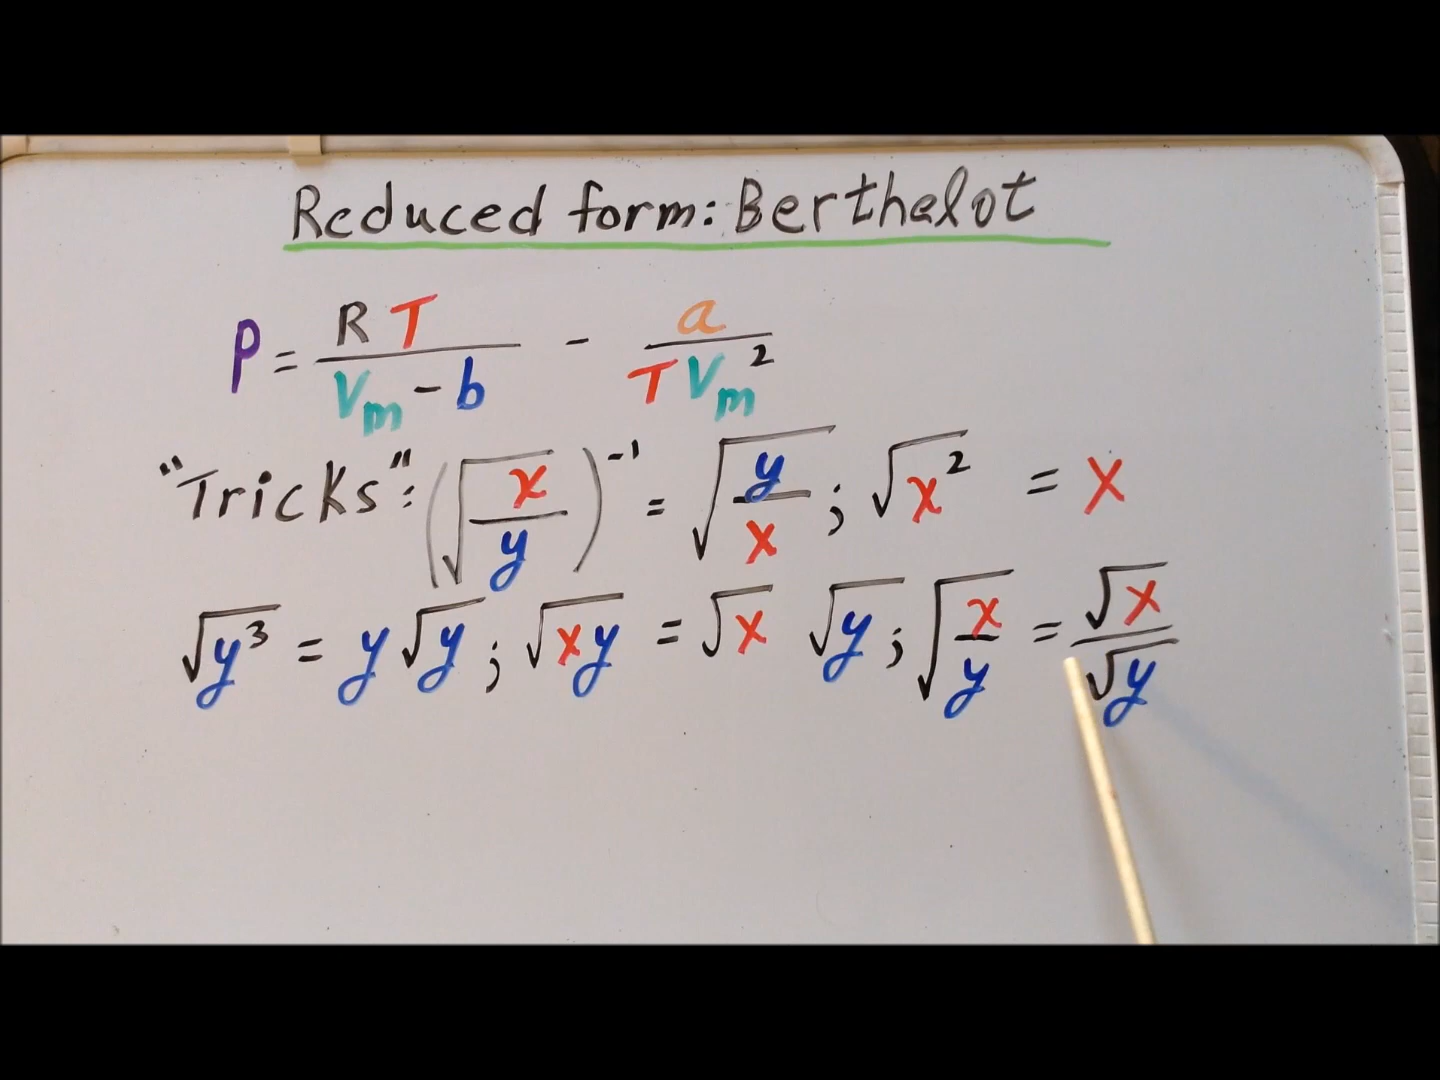 Reduced form: Berthelot
P = RT/(Vm - b) - a/(TVm²)
"Tricks": (√(x/y))⁻¹ = √(y/x); √x² = x
√y³ = y√y; √xy = √x √y; √(x/y) = √x/√y